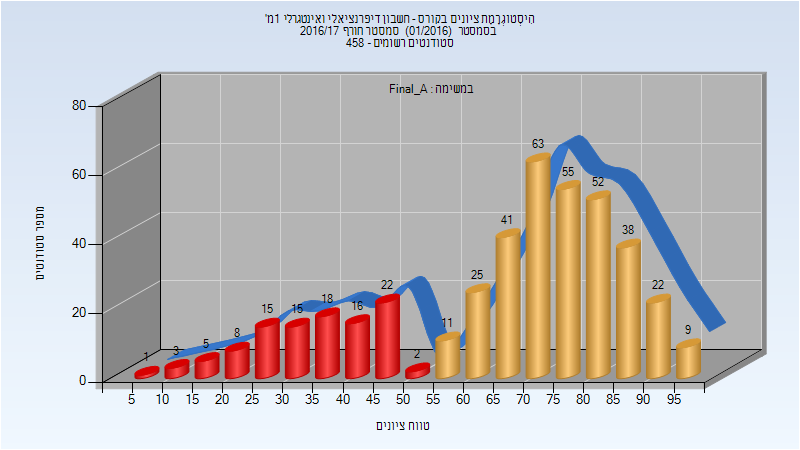 הִיסְטוֹגְרַמַת ציונים בקורס - חשבון דיפרנציאלי ואינטגרלי 1מ'
בסמסטר (01/2016) סמסטר חורף 2016/17
סטודנטים רשומים - 458
במשימה : Final_A
מספר סטודנטים
80
60
40
20
0
1 3 5 8 15 15 18 16 22 2 11 25 41 63 55 52 38 22 9
5 10 15 20 25 30 35 40 45 50 55 60 65 70 75 80 85 90 95
טווח ציונים